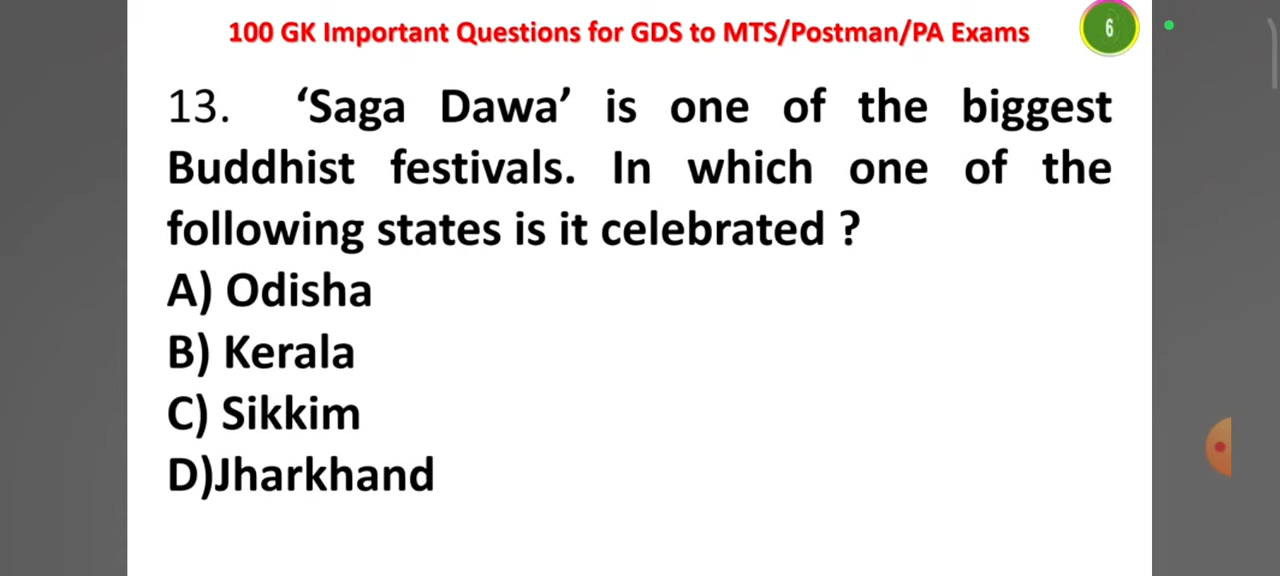 100 GK Important Questions for GDS to MTS/Postman/PA Exams
6
13. ‘Saga Dawa’ is one of the biggest
Buddhist festivals. In which one of the
following states is it celebrated ?
A) Odisha
B) Kerala
C) Sikkim
D)Jharkhand